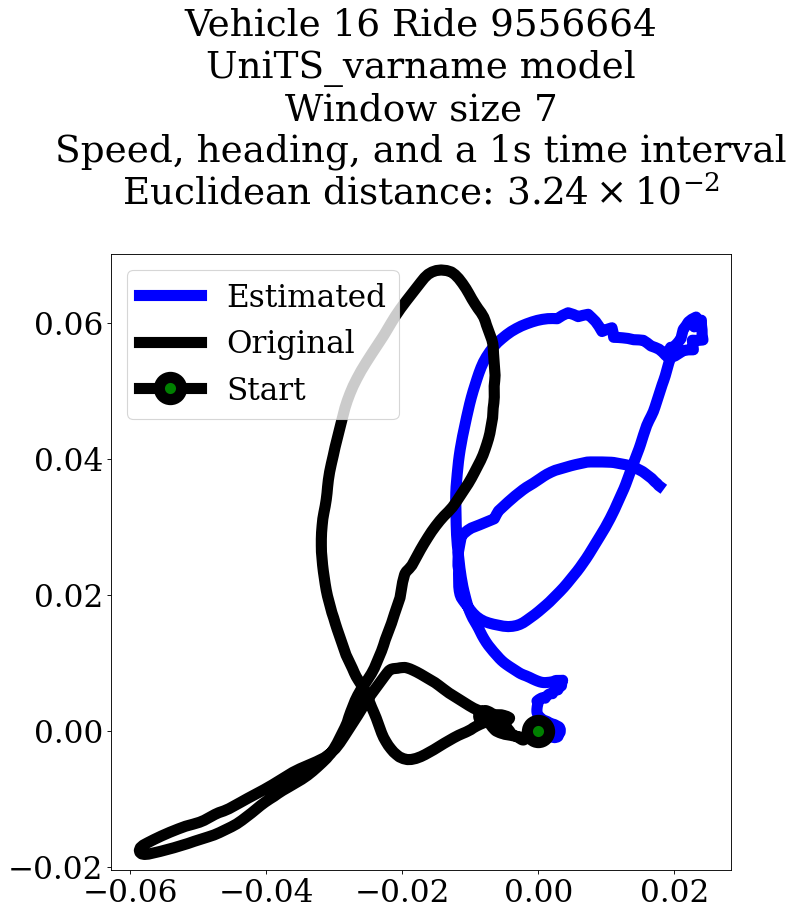 Vehicle 16 Ride 9556664
UniTS_varname model
Window size 7
Speed, heading, and a 1s time interval
Euclidean distance: 3.24 × 10⁻²
Estimated
Original
Start
0.06
0.04
0.02
0.00
−0.02
−0.06 −0.04 −0.02 0.00 0.02